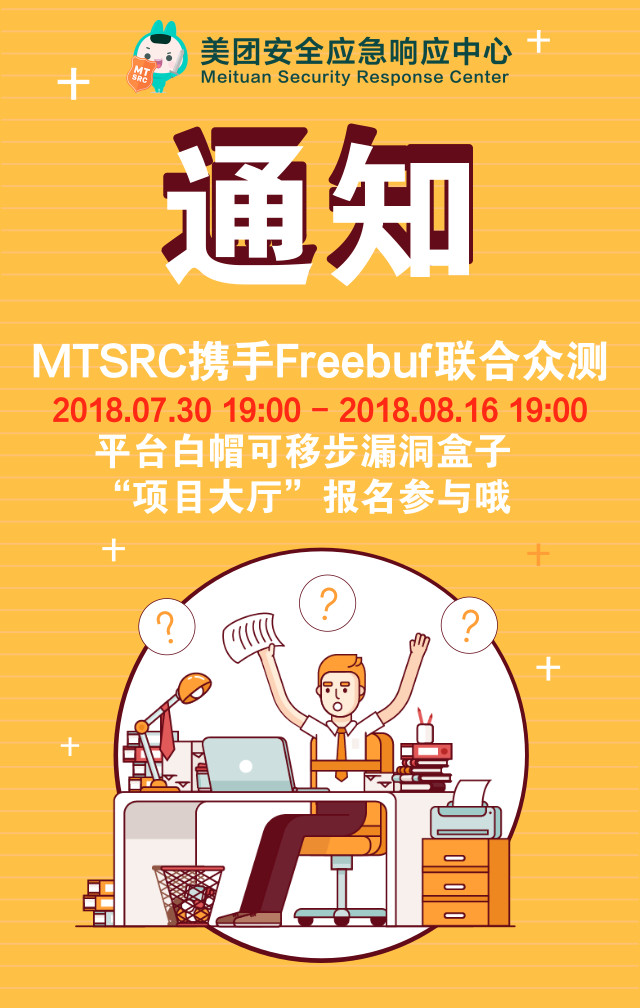 美团安全应急响应中心
Meituan Security Response Center
MT
SRC
通知
MTSRC携手Freebuf联合众测
2018.07.30 19:00 - 2018.08.16 19:00
平台白帽可移步漏洞盒子
“项目大厅”报名参与哦
? ? ?